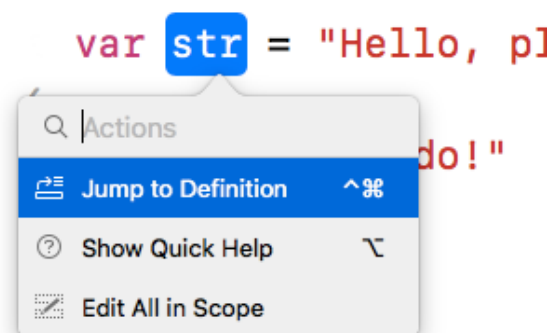 var str = "Hello, pl
Actions
do!"
Jump to Definition ^⌘
Show Quick Help ⌥
Edit All in Scope